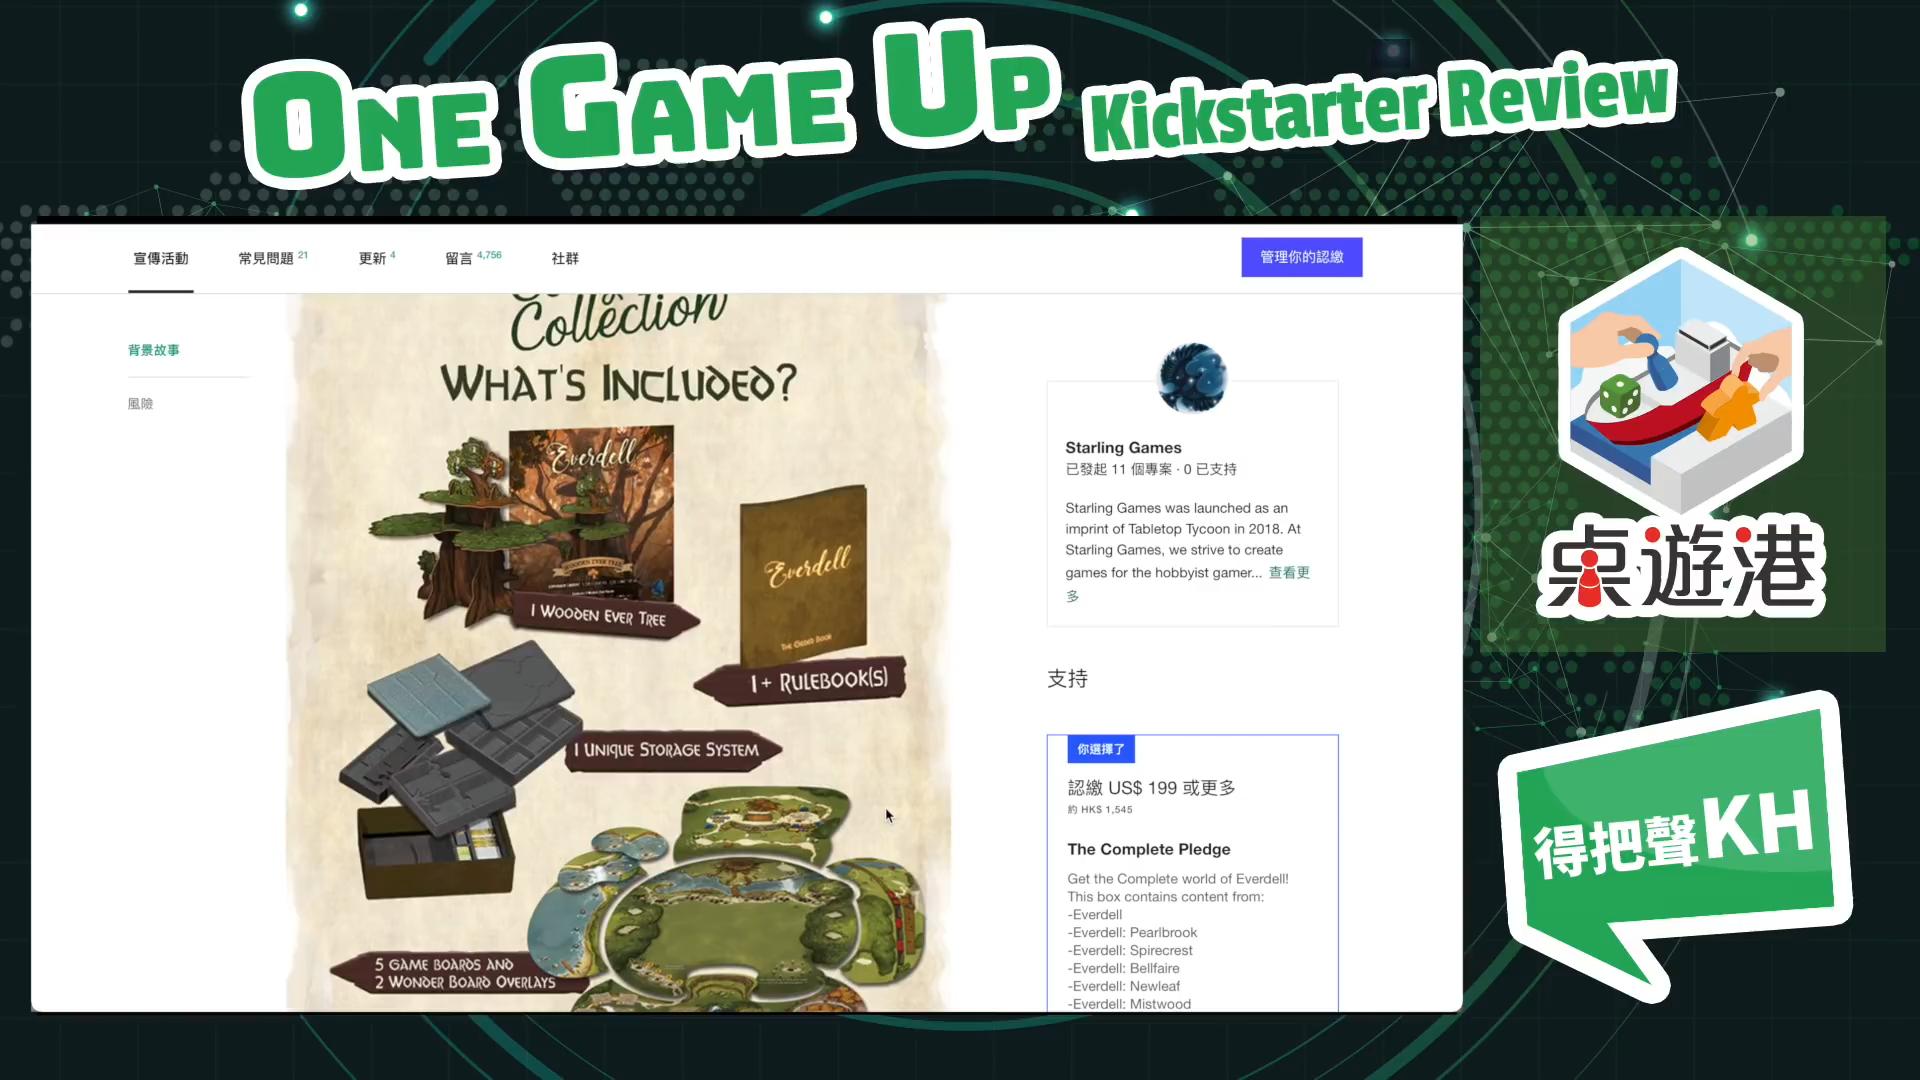 One Game Up Kickstarter Review
宣傳活動
常見問題 21
更新 4
留言 4,756
社群
管理你的認繳
背景故事
風險
Collection
What's Included?
Everdell
1 Wooden Ever Tree
Everdell
1+ Rulebook(s)
1 Unique Storage System
5 Game Boards and
2 Wonder Board Overlays
Starling Games
已發起 11 個專案 · 0 已支持
Starling Games was launched as an
imprint of Tabletop Tycoon in 2018. At
Starling Games, we strive to create
games for the hobbyist gamer... 查看更
多
支持
你選擇了
認繳 US$ 199 或更多
約 HK$ 1,545
The Complete Pledge
Get the Complete world of Everdell!
This box contains content from:
-Everdell
-Everdell: Pearlbrook
-Everdell: Spirecrest
-Everdell: Bellfaire
-Everdell: Newleaf
-Everdell: Mistwood
桌遊港
得把聲KH